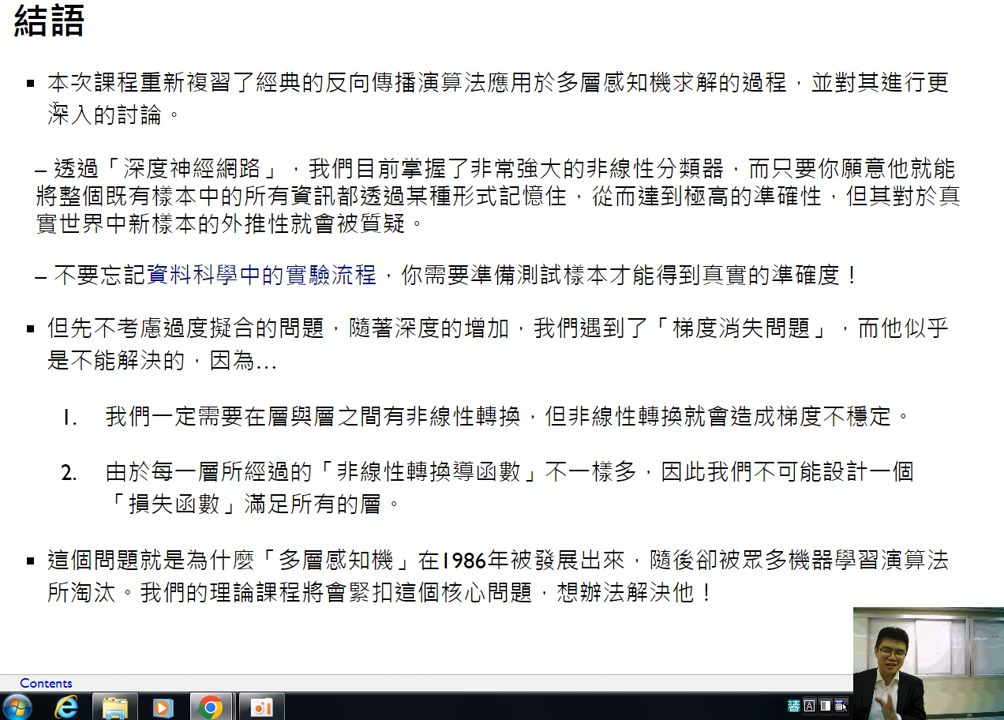 結語
本次課程重新複習了經典的反向傳播演算法應用於多層感知機求解的過程，並對其進行更
深入的討論。
– 透過「深度神經網路」，我們目前掌握了非常強大的非線性分類器，而只要你願意他就能
將整個既有樣本中的所有資訊都透過某種形式記憶住，從而達到極高的準確性，但其對於真
實世界中新樣本的外推性就會被質疑。
– 不要忘記資料科學中的實驗流程，你需要準備測試樣本才能得到真實的準確度！
但先不考慮過度擬合的問題，隨著深度的增加，我們遇到了「梯度消失問題」，而他似乎
是不能解決的，因為…
1. 我們一定需要在層與層之間有非線性轉換，但非線性轉換就會造成梯度不穩定。
2. 由於每一層所經過的「非線性轉換導函數」不一樣多，因此我們不可能設計一個
「損失函數」滿足所有的層。
這個問題就是為什麼「多層感知機」在1986年被發展出來，隨後卻被眾多機器學習演算法
所淘汰。我們的理論課程將會緊扣這個核心問題，想辦法解決他！
Contents